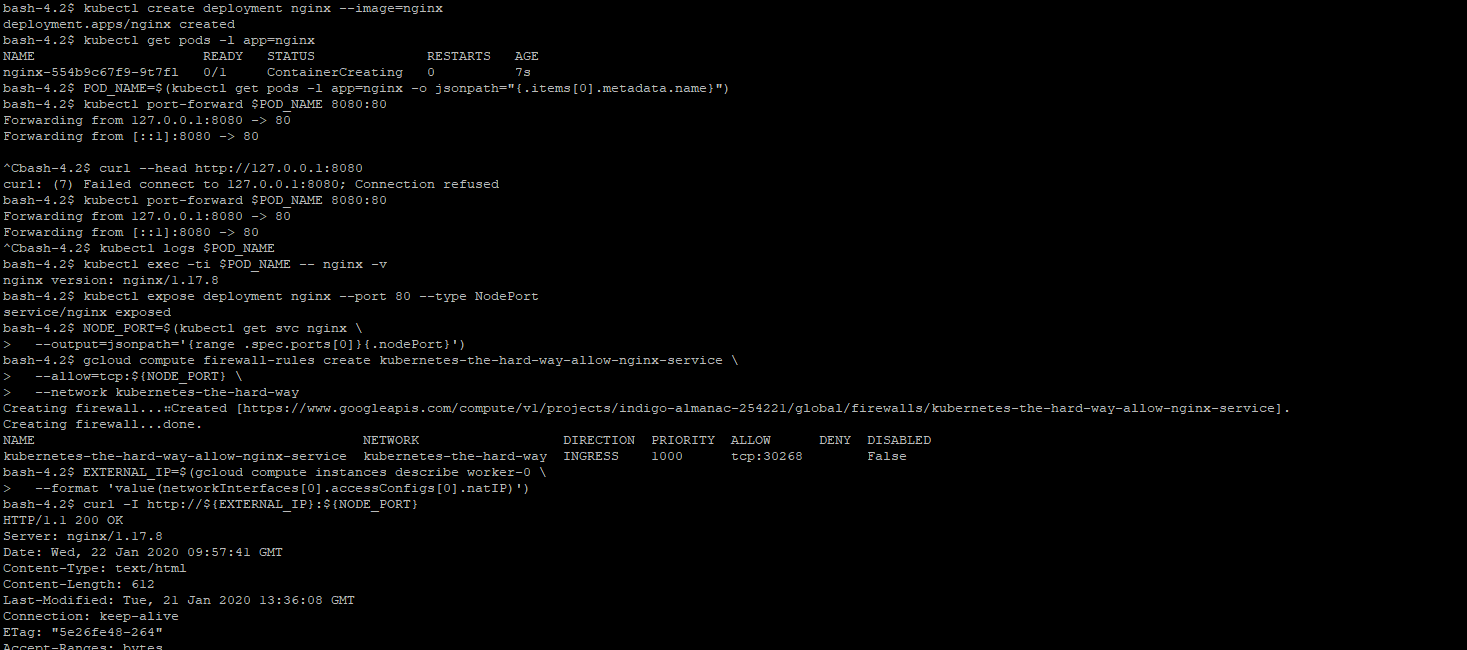 bash-4.2$ kubectl create deployment nginx --image=nginx
deployment.apps/nginx created
bash-4.2$ kubectl get pods -l app=nginx
NAME                     READY   STATUS              RESTARTS   AGE
nginx-554b9c67f9-9t7fl   0/1     ContainerCreating   0          7s
bash-4.2$ POD_NAME=$(kubectl get pods -l app=nginx -o jsonpath="{.items[0].metadata.name}")
bash-4.2$ kubectl port-forward $POD_NAME 8080:80
Forwarding from 127.0.0.1:8080 -> 80
Forwarding from [::1]:8080 -> 80

^Cbash-4.2$ curl --head http://127.0.0.1:8080
curl: (7) Failed connect to 127.0.0.1:8080; Connection refused
bash-4.2$ kubectl port-forward $POD_NAME 8080:80
Forwarding from 127.0.0.1:8080 -> 80
Forwarding from [::1]:8080 -> 80
^Cbash-4.2$ kubectl logs $POD_NAME
bash-4.2$ kubectl exec -ti $POD_NAME -- nginx -v
nginx version: nginx/1.17.8
bash-4.2$ kubectl expose deployment nginx --port 80 --type NodePort
service/nginx exposed
bash-4.2$ NODE_PORT=$(kubectl get svc nginx \
>   --output=jsonpath='{range .spec.ports[0]}{.nodePort}')
bash-4.2$ gcloud compute firewall-rules create kubernetes-the-hard-way-allow-nginx-service \
>   --allow=tcp:${NODE_PORT} \
>   --network kubernetes-the-hard-way
Creating firewall...⠶Created [https://www.googleapis.com/compute/v1/projects/indigo-almanac-254221/global/firewalls/kubernetes-the-hard-way-allow-nginx-service].
Creating firewall...done.
NAME                                         NETWORK                  DIRECTION  PRIORITY  ALLOW      DENY  DISABLED
kubernetes-the-hard-way-allow-nginx-service  kubernetes-the-hard-way  INGRESS    1000      tcp:30268        False
bash-4.2$ EXTERNAL_IP=$(gcloud compute instances describe worker-0 \
>   --format 'value(networkInterfaces[0].accessConfigs[0].natIP)')
bash-4.2$ curl -I http://${EXTERNAL_IP}:${NODE_PORT}
HTTP/1.1 200 OK
Server: nginx/1.17.8
Date: Wed, 22 Jan 2020 09:57:41 GMT
Content-Type: text/html
Content-Length: 612
Last-Modified: Tue, 21 Jan 2020 13:36:08 GMT
Connection: keep-alive
ETag: "5e26fe48-264"
Accept-Ranges: bytes